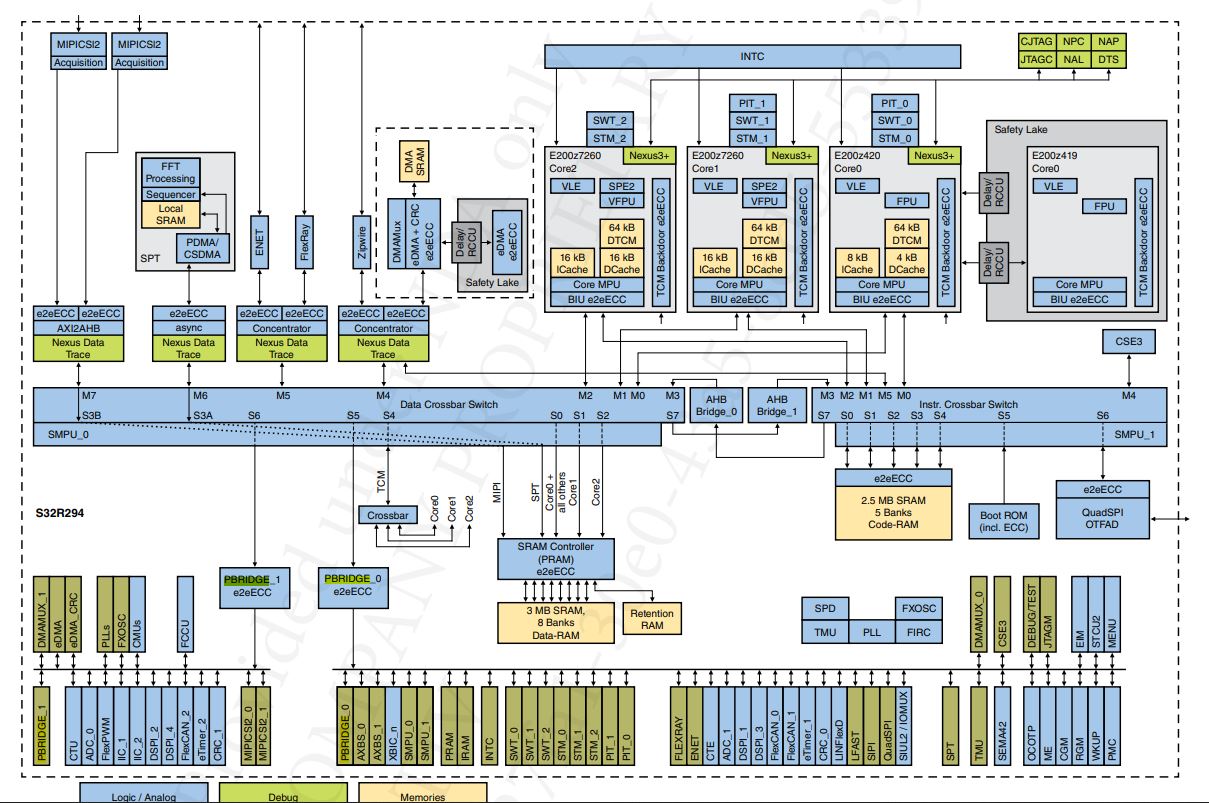 MIPICSI2
Acquisition
MIPICSI2
Acquisition
INTC
CJTAG NPC NAP
JTAGC NAL DTS
FFT
Processing
Sequencer
Local
SRAM
PDMA/
CSDMA
SPT
ENET
FlexRay
Zipwire
DMA
SRAM
DMAMux
eDMA + CRC
e2eECC
Delay/
RCCU
eDMA
e2eECC
Safety Lake
SWT_2
STM_2
E200z7260
Core2
Nexus3+
VLE
SPE2
VFPU
64 kB
DTCM
16 kB
ICache
16 kB
DCache
Core MPU
BIU e2eECC
TCM Backdoor e2eECC
PIT_1
SWT_1
STM_1
E200z7260
Core1
Nexus3+
VLE
SPE2
VFPU
64 kB
DTCM
16 kB
ICache
16 kB
DCache
Core MPU
BIU e2eECC
TCM Backdoor e2eECC
PIT_0
SWT_0
STM_0
E200z420
Core0
Nexus3+
VLE
FPU
64 kB
DTCM
8 kB
ICache
4 kB
DCache
Core MPU
BIU e2eECC
TCM Backdoor e2eECC
Safety Lake
Delay/
RCCU
Delay/
RCCU
E200z419
Core0
VLE
FPU
Core MPU
BIU e2eECC
TCM Backdoor e2eECC
e2eECC e2eECC
AXI2AHB
Nexus Data
Trace
e2eECC
async
Nexus Data
Trace
e2eECC e2eECC
Concentrator
Nexus Data
Trace
e2eECC e2eECC
Concentrator
Nexus Data
Trace
CSE3
M7 M6 M5 M4 M2 M1 M0 M3
Data Crossbar Switch
S3B S3A S6 S5 S4 S0 S1 S2 S7
SMPU_0
AHB
Bridge_0
AHB
Bridge_1
M3 M2 M1 M5 M0 M4
Instr. Crossbar Switch
S7 S0 S1 S2 S3 S4 S5 S6
SMPU_1
TCM
Crossbar
Core0
Core1
Core2
MIPI
SPT
Core0 +
all others
Core1
Core2
SRAM Controller
(PRAM)
e2eECC
3 MB SRAM,
8 Banks
Data-RAM
Retention
RAM
e2eECC
2.5 MB SRAM
5 Banks
Code-RAM
Boot ROM
(incl. ECC)
e2eECC
QuadSPI
OTFAD
S32R294
PBRIDGE_1
e2eECC
PBRIDGE_0
e2eECC
SPD FXOSC
TMU PLL FIRC
DMAMUX_1
eDMA
eDMA_CRC
PLLs
FXOSC
CMUs
FCCU
DMAMUX_0
CSE3
DEBUG/TEST
JTAGM
EIM
STCU2
MENU
PBRIDGE_1
CTU
ADC_0
FlexPWM
IIC_1
IIC_2
DSPI_2
DSPI_4
FlexCAN_2
eTimer_2
CRC_1
MIPICSI2_0
MIPICSI2_1
PBRIDGE_0
AXBS_0
AXBS_1
XBIC_n
SMPU_0
SMPU_1
PRAM
IRAM
INTC
SWT_0
SWT_1
SWT_2
STM_0
STM_1
STM_2
PIT_1
PIT_0
FLEXRAY
ENET
CTE
ADC_1
DSPI_1
DSPI_3
FlexCAN_0
FlexCAN_1
eTimer_1
CRC_0
LINFlexD
LFAST
SIPI
QuadSPI
SIUL2 / IOMUX
SPT
TMU
SEMA42
OCOTP
ME
CGM
RGM
WKUP
PMC
Logic / Analog
Debug
Memories